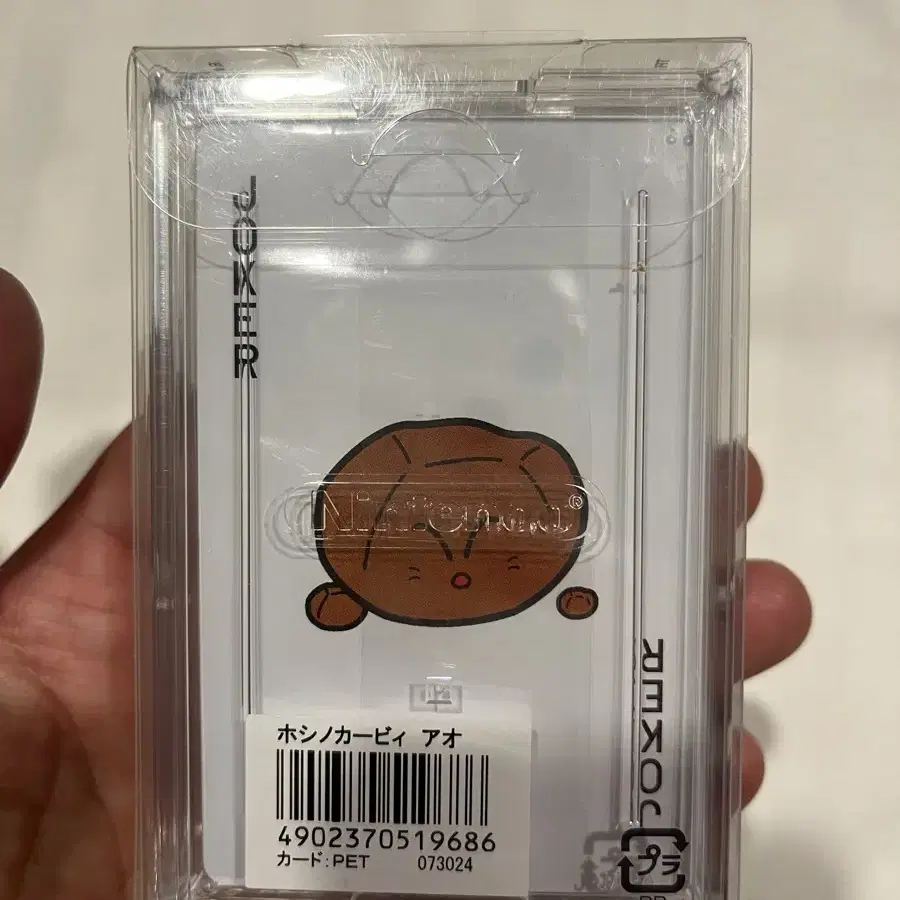 JOKER
Nintendo®
JOKER
ホシノカービィ アオ
4902370519686
カード:PET 073024
プラ